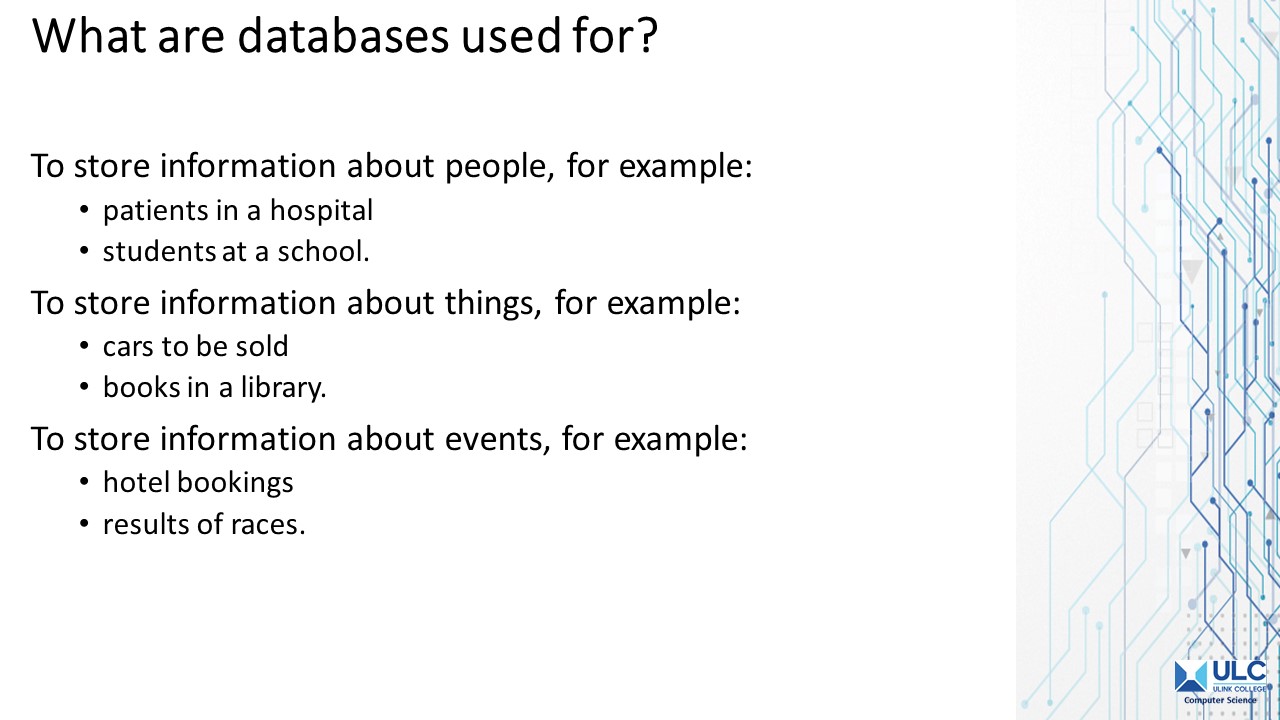 What are databases used for?
To store information about people, for example:
• patients in a hospital
• students at a school.
To store information about things, for example:
• cars to be sold
• books in a library.
To store information about events, for example:
• hotel bookings
• results of races.
ULC
ULINK COLLEGE
Computer Science